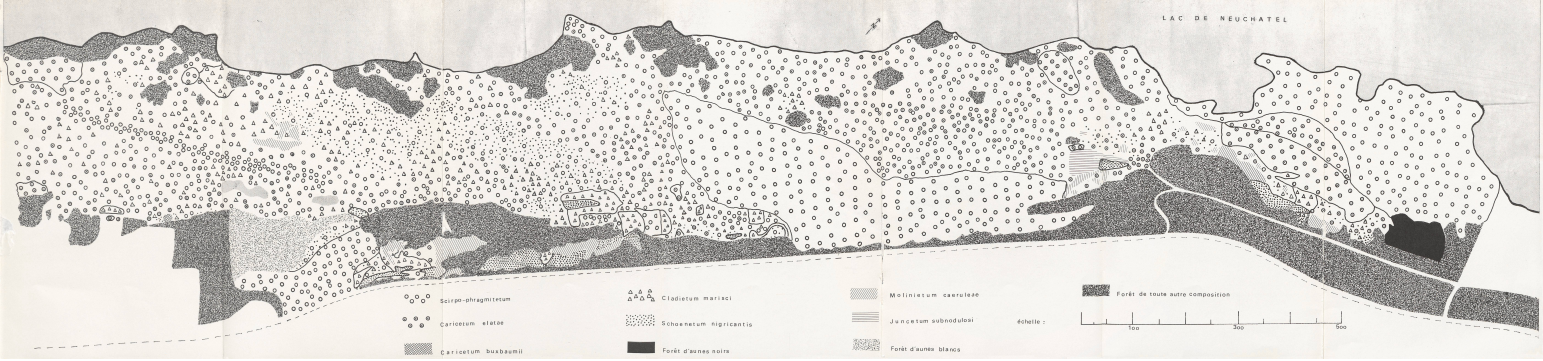 LAC DE NEUCHATEL
N
Scirpo-phragmitetum
Caricetum elatae
Caricetum buxbaumii
Cladietum marisci
Schoenetum nigricantis
Forêt d'aunes noirs
Molinietum caeruleae
Juncetum subnodulosi
Forêt d'aunes blancs
Forêt de toute autre composition
échelle :
100 300 500